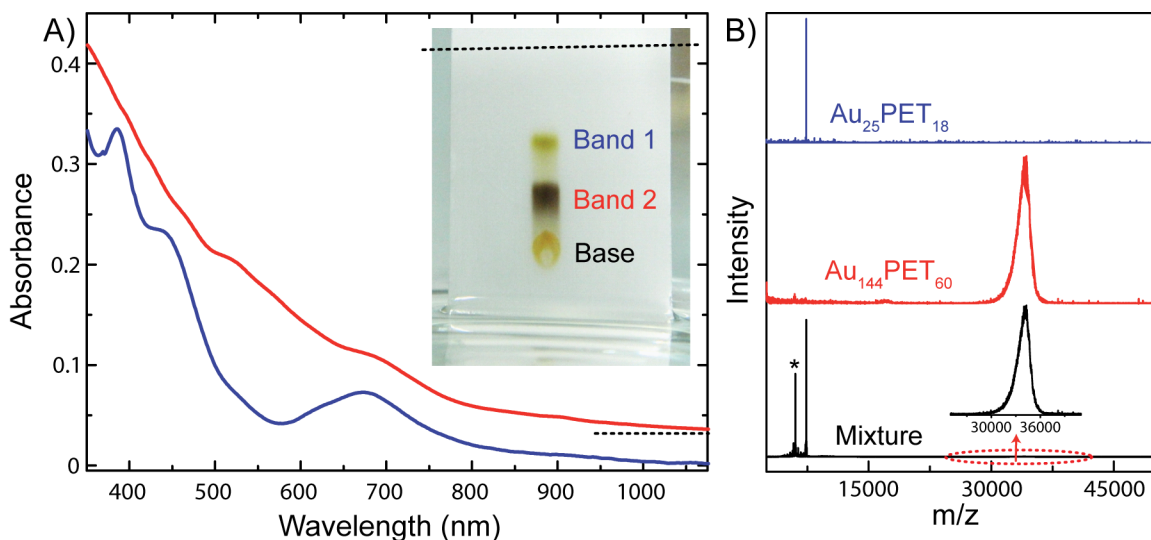 A)
Absorbance
0.4
0.3
0.2
0.1
0
Band 1
Band 2
Base
400 500 600 700 800 900 1000
Wavelength (nm)
B)
Intensity
Au₂₅PET₁₈
Au₁₄₄PET₆₀
*
30000 36000
Mixture
15000 30000 45000
m/z